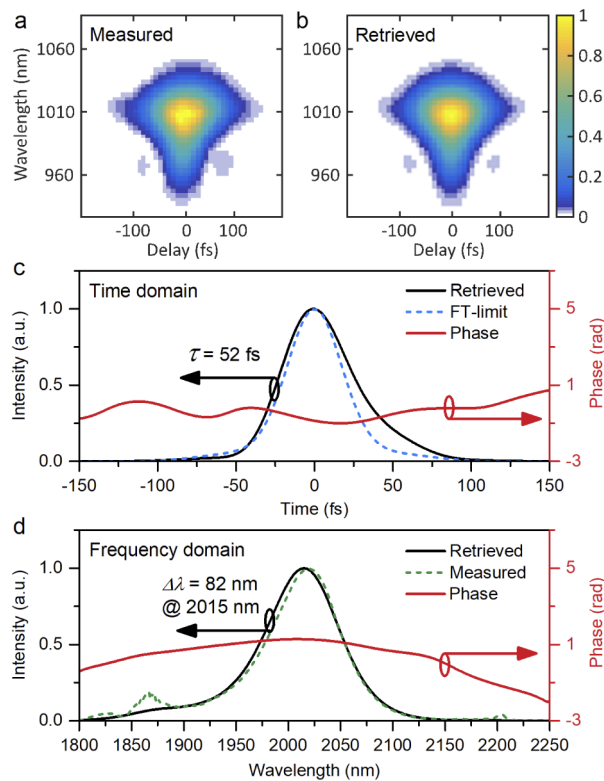 a
Measured
Wavelength (nm)
1060
1010
960
-100
0
100
Delay (fs)
b
Retrieved
1060
1010
960
-100
0
100
Delay (fs)
1
0.8
0.6
0.4
0.2
0
c
Time domain
Retrieved
FT-limit
Phase
τ = 52 fs
Intensity (a.u.)
1.0
0.5
0.0
-150
-100
-50
0
50
100
150
Time (fs)
5
1
-3
Phase (rad)
d
Frequency domain
Retrieved
Measured
Phase
Δλ = 82 nm
@ 2015 nm
Intensity (a.u.)
1.0
0.5
0.0
1800
1850
1900
1950
2000
2050
2100
2150
2200
2250
Wavelength (nm)
5
1
-3
Phase (rad)